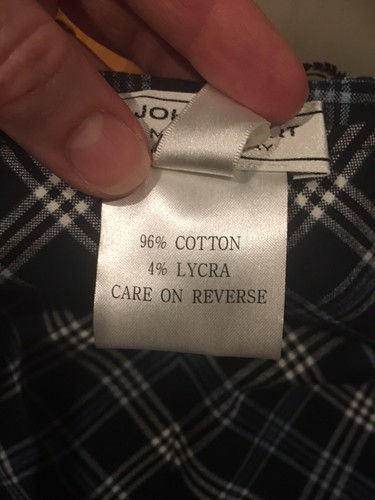 96% COTTON
4% LYCRA
CARE ON REVERSE